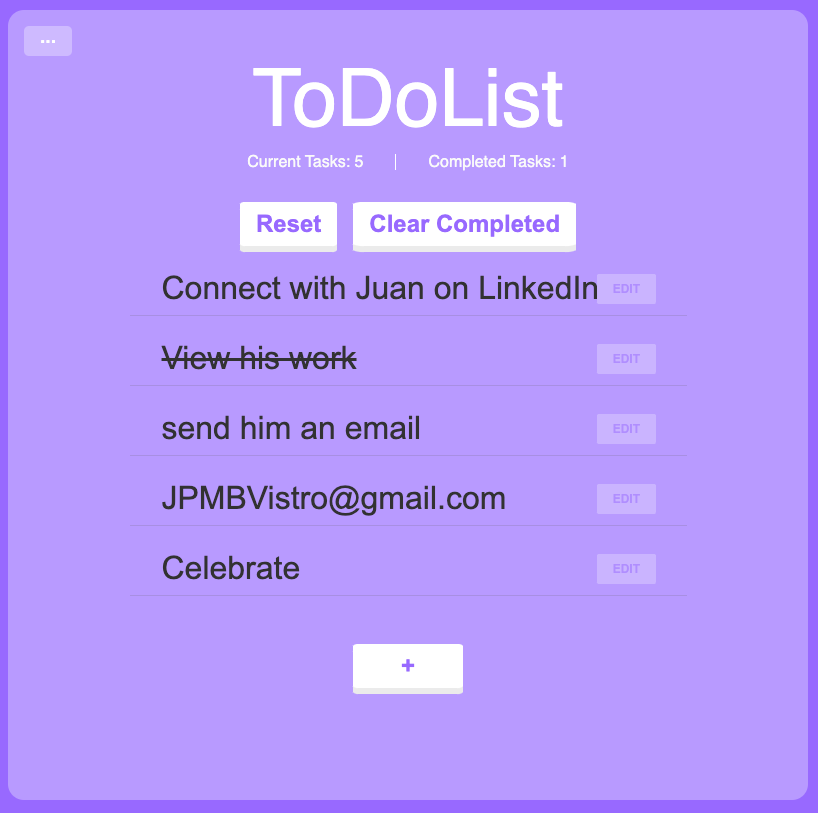 ...
ToDoList
Current Tasks: 5 | Completed Tasks: 1
Reset Clear Completed
Connect with Juan on LinkedIn EDIT
View his work EDIT
send him an email EDIT
JPMBVistro@gmail.com EDIT
Celebrate EDIT
+